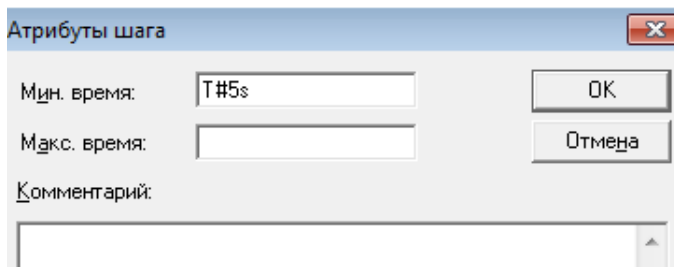 Атрибуты шага
Мин. время: T#5s OK
Макс. время: Отмена
Комментарий: